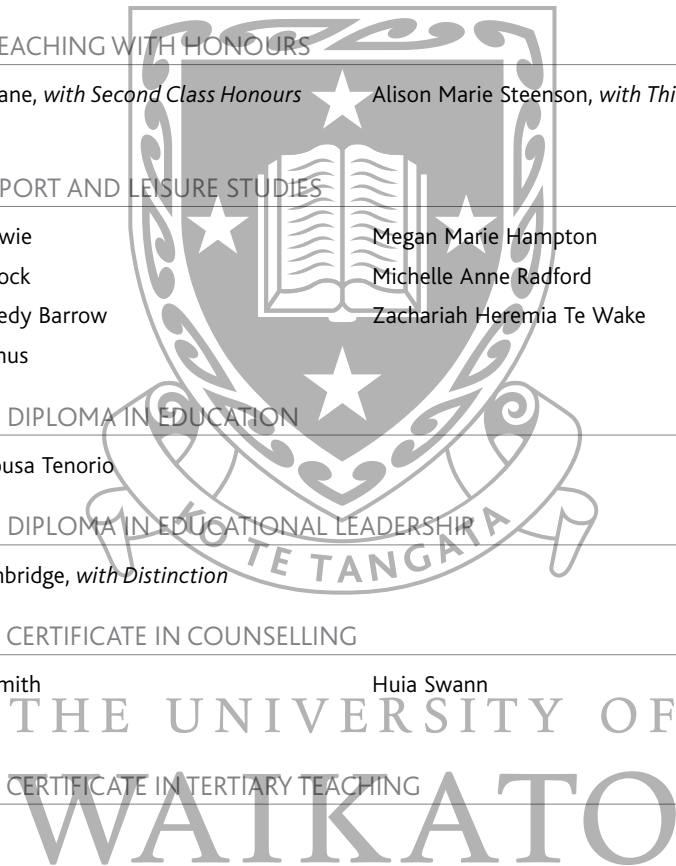 EACHING WITH HONOURS
ane, with Second Class Honours Alison Marie Steenson, with Thi
PORT AND LEISURE STUDIES
wie Megan Marie Hampton
ock Michelle Anne Radford
edy Barrow Zachariah Heremia Te Wake
nus
DIPLOMA IN EDUCATION
ousa Tenorio
DIPLOMA IN EDUCATIONAL LEADERSHIP
KO TE TANGATA
nbridge, with Distinction
CERTIFICATE IN COUNSELLING
mith Huia Swann
THE UNIVERSITY OF
CERTIFICATE IN TERTIARY TEACHING
WAIKATO